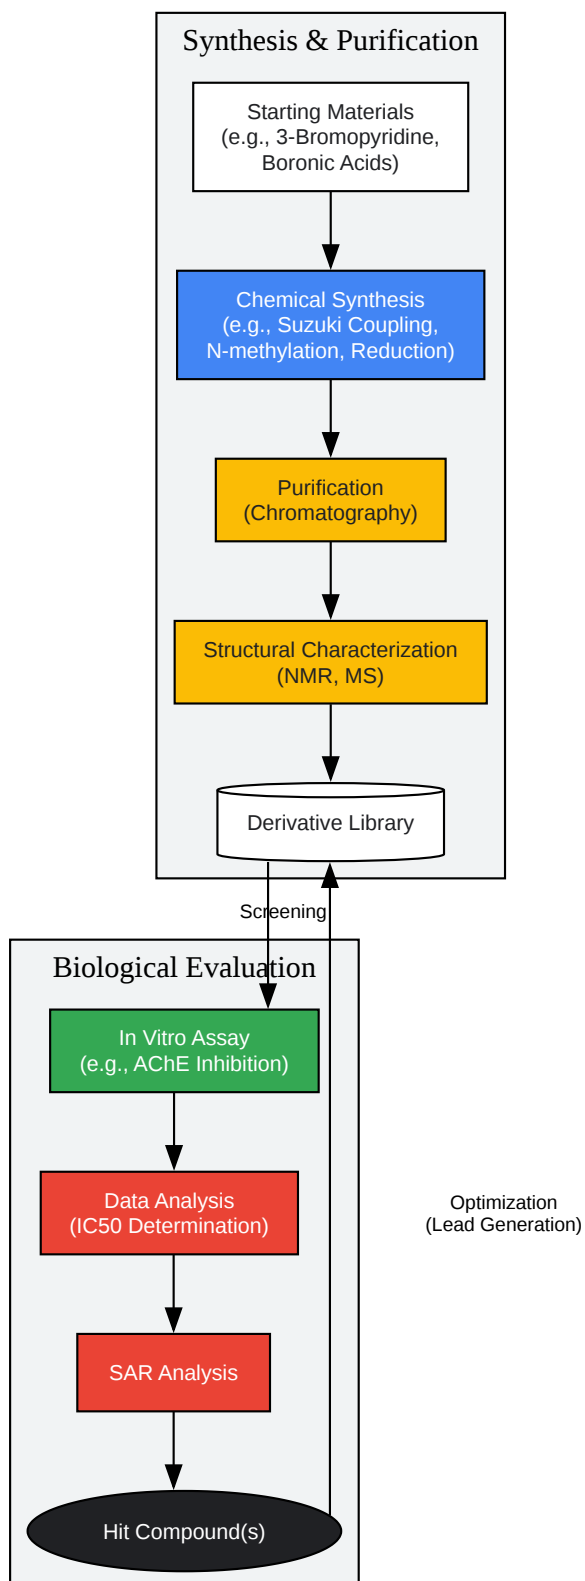 Synthesis & Purification
Starting Materials
(e.g., 3-Bromopyridine,
Boronic Acids)
Chemical Synthesis
(e.g., Suzuki Coupling,
N-methylation, Reduction)
Purification
(Chromatography)
Structural Characterization
(NMR, MS)
Derivative Library
Screening
Biological Evaluation
In Vitro Assay
(e.g., AChE Inhibition)
Data Analysis
(IC50 Determination)
Optimization
(Lead Generation)
SAR Analysis
Hit Compound(s)